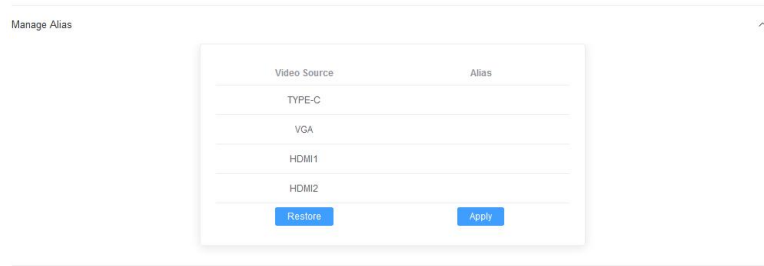 Manage Alias
Video Source Alias
TYPE-C
VGA
HDMI1
HDMI2
Restore Apply